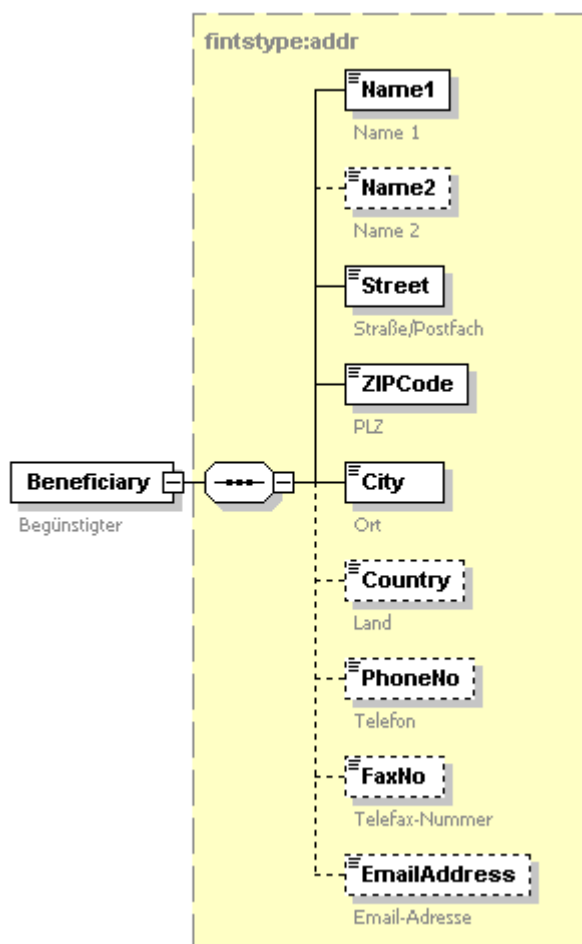 fintstype:addr
Name1
Name 1
Name2
Name 2
Street
Straße/Postfach
ZIPCode
PLZ
Beneficiary
Begünstigter
City
Ort
Country
Land
PhoneNo
Telefon
FaxNo
Telefax-Nummer
EmailAddress
Email-Adresse